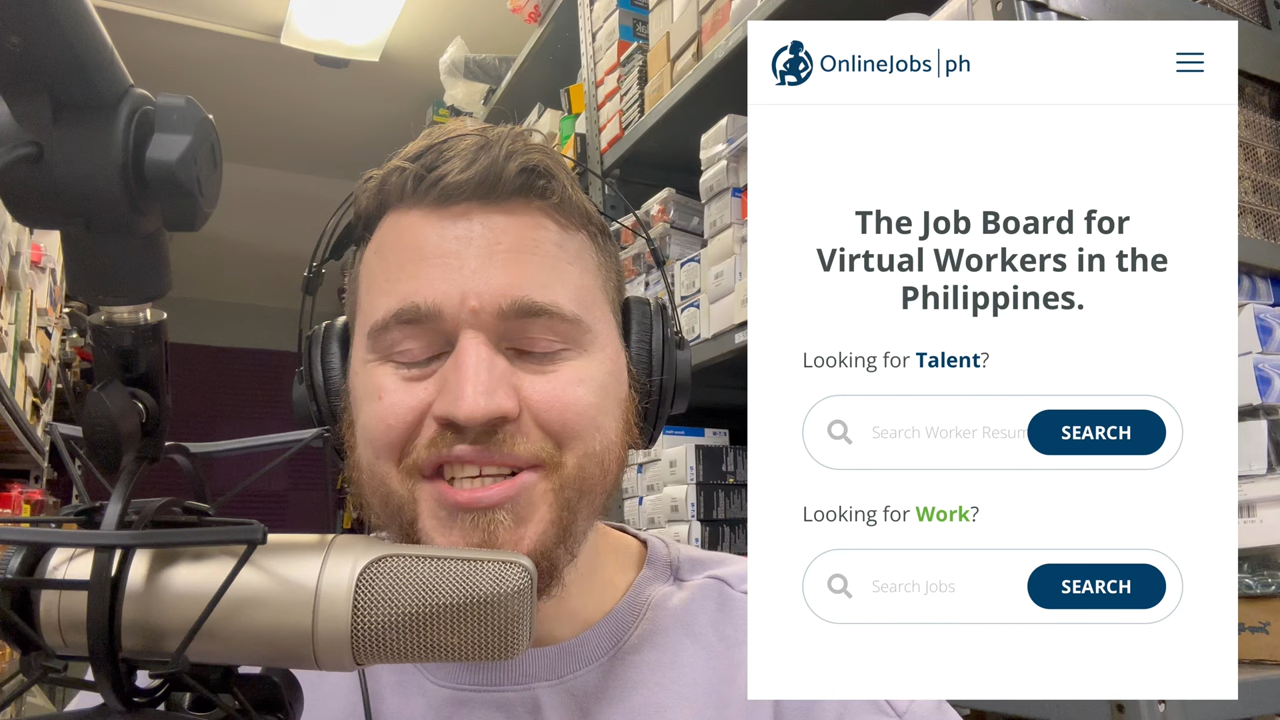 OnlineJobs|ph
The Job Board for
Virtual Workers in the
Philippines.
Looking for Talent?
Search Worker Resum
SEARCH
Looking for Work?
Search Jobs
SEARCH